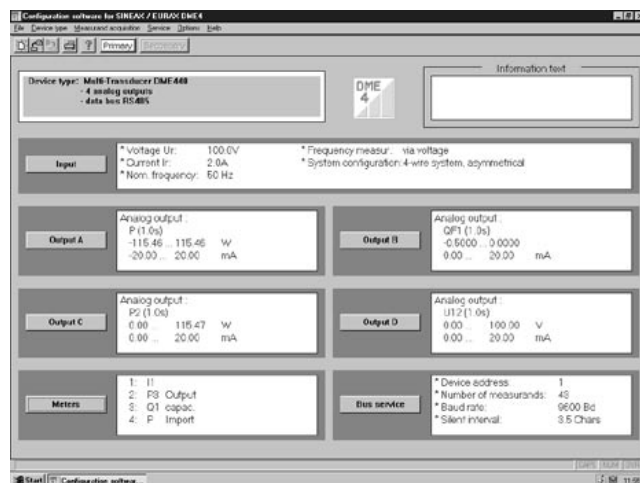 Configuration software for SINEAX / EURAX DME4
File Device type Measurand acquisition Service Options Help
? Primary Secondary
Device type: Multi-Transducer DME440
- 4 analog outputs
- data bus RS485
DME
4
Information text
Input
* Voltage Ur: 100.0V
* Current Ir: 2.0A
* Nom. frequency: 50 Hz
* Frequency measur. via voltage
* System configuration: 4-wire system, asymmetrical
Output A
Analog output :
P (1.0s)
-115.46 ... 115.46 W
-20.00 ... 20.00 mA
Output B
Analog output :
QF1 (1.0s)
-0.5000 ... 0.0000
0.00 ... 20.00 mA
Output C
Analog output :
P2 (1.0s)
0.00 ... 115.47 W
0.00 ... 20.00 mA
Output D
Analog output :
U12 (1.0s)
0.00 ... 100.00 V
0.00 ... 20.00 mA
Meters
1: I1
2: P3 Output
3: Q1 capac.
4: P Import
Bus service
* Device address: 1
* Number of measurands: 43
* Baud rate: 9600 Bd
* Silent interval: 3.5 Chars
CAPS NUM
Start Configuration softwar...